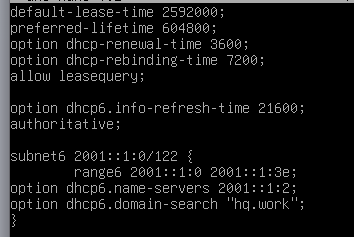 default-lease-time 2592000;
preferred-lifetime 604800;
option dhcp-renewal-time 3600;
option dhcp-rebinding-time 7200;
allow leasequery;
option dhcp6.info-refresh-time 21600;
authoritative;
subnet6 2001::1:0/122 {
range6 2001::1:0 2001::1:3e;
option dhcp6.name-servers 2001::1:2;
option dhcp6.domain-search "hq.work";
}